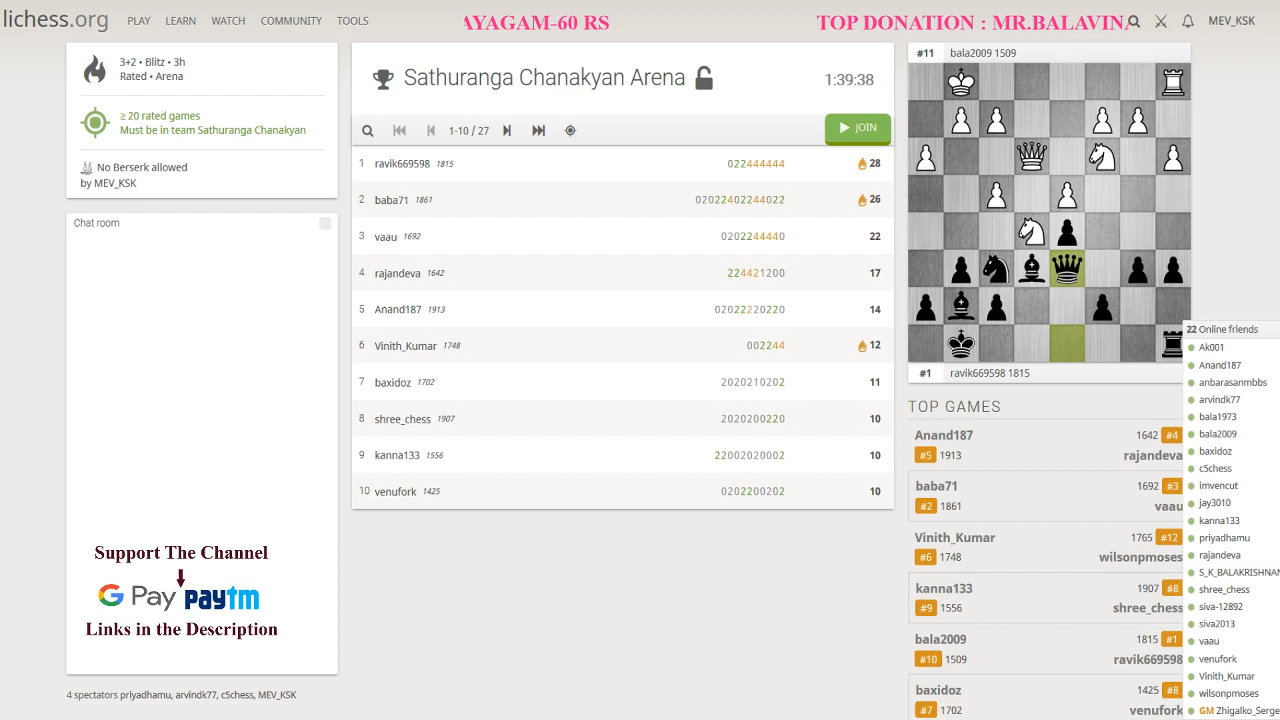 lichess.org PLAY LEARN WATCH COMMUNITY TOOLS AYAGAM-60 RS TOP DONATION : MR.BALAVINA MEV_KSK
3+2 • Blitz • 3h
Rated • Arena
≥ 20 rated games
Must be in team Sathuranga Chanakyan
No Berserk allowed
by MEV_KSK
Chat room
Support The Channel
G Pay paytm
Links in the Description
4 spectators priyadhamu, arvindk77, c5chess, MEV_KSK
Sathuranga Chanakyan Arena 1:39:38
1-10 / 27 JOIN
1 ravik669598 1815 022444444 28
2 baba71 1861 02022402244022 26
3 vaau 1692 020224440 22
4 rajandeva 1642 224421200 17
5 Anand187 1913 02022220220 14
6 Vinith_Kumar 1748 002244 12
7 baxidoz 1702 2020210202 11
8 shree_chess 1907 2020200220 10
9 kanna133 1556 22002020002 10
10 venufork 1425 0202200202 10
#11 bala2009 1509
#1 ravik669598 1815
TOP GAMES
Anand187 1642 #4
#5 1913 rajandeva
baba71 1692 #3
#2 1861 vaau
Vinith_Kumar 1765 #12
#6 1748 wilsonpmoses
kanna133 1907 #8
#9 1556 shree_chess
bala2009 1815 #1
#10 1509 ravik669598
baxidoz 1425 #8
#7 1702 venufork
22 Online friends
Ak001
Anand187
anbarasanmbbs
arvindk77
bala1973
bala2009
baxidoz
c5chess
imvencut
jay3010
kanna133
priyadhamu
rajandeva
S_K_BALAKRISHNAN
shree_chess
siva-12892
siva2013
vaau
venufork
Vinith_Kumar
wilsonpmoses
GM Zhigalko_Serge